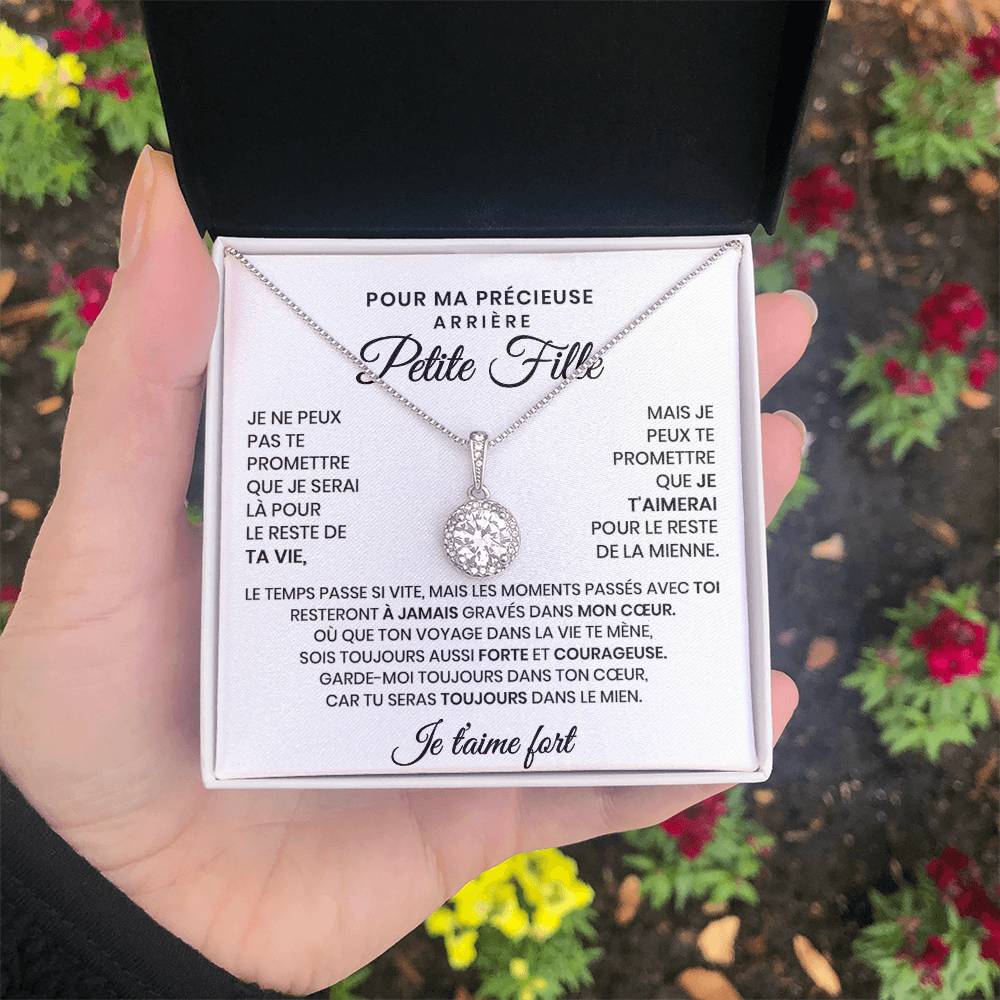 POUR MA PRÉCIEUSE
ARRIÈRE
Petite Fille
JE NE PEUX
PAS TE
PROMETTRE
QUE JE SERAI
LÀ POUR
LE RESTE DE
TA VIE,
MAIS JE
PEUX TE
PROMETTRE
QUE JE
T'AIMERAI
POUR LE RESTE
DE LA MIENNE.
LE TEMPS PASSE SI VITE, MAIS LES MOMENTS PASSÉS AVEC TOI
RESTERONT À JAMAIS GRAVÉS DANS MON CŒUR.
OÙ QUE TON VOYAGE DANS LA VIE TE MÈNE,
SOIS TOUJOURS AUSSI FORTE ET COURAGEUSE.
GARDE-MOI TOUJOURS DANS TON CŒUR,
CAR TU SERAS TOUJOURS DANS LE MIEN.
Je t'aime fort